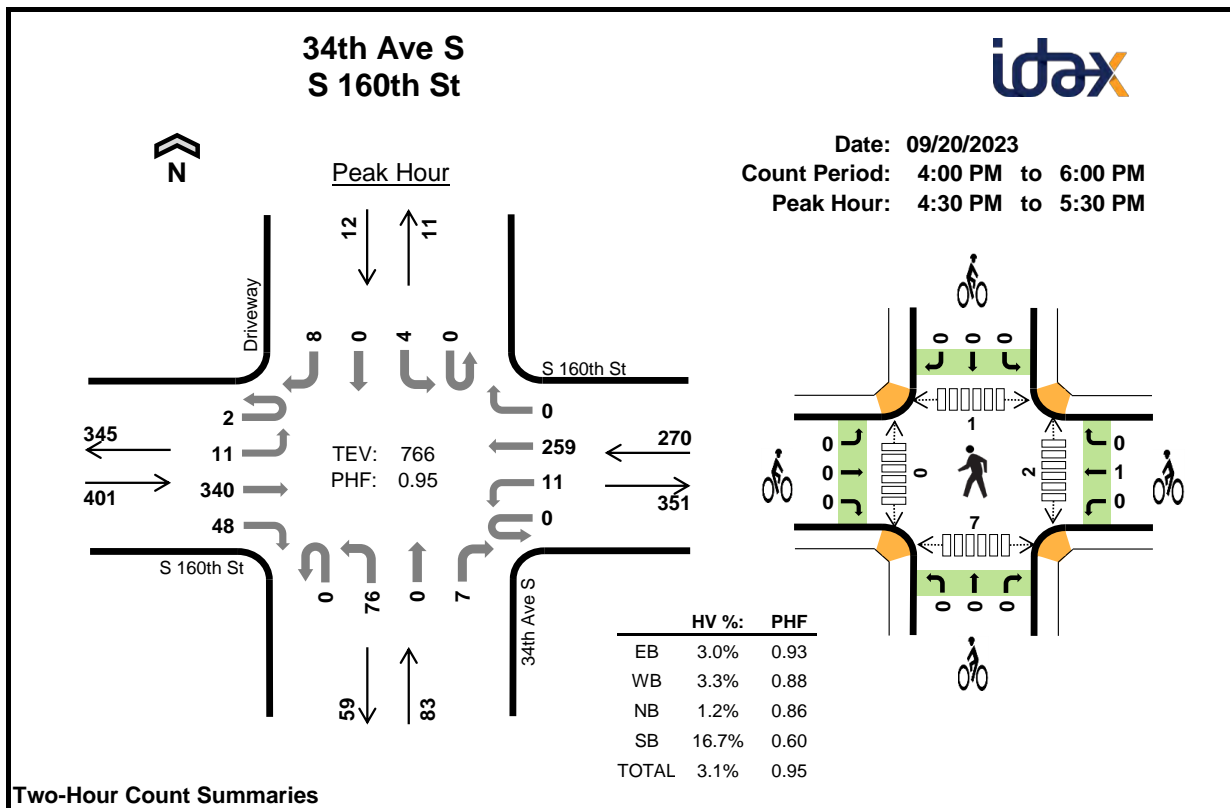 34th Ave S
S 160th St
idax
N
Peak Hour
Date: 09/20/2023
Count Period: 4:00 PM to 6:00 PM
Peak Hour: 4:30 PM to 5:30 PM
12
11
Driveway
8
0
4
0
S 160th St
2
11
340
48
345
401
TEV: 766
PHF: 0.95
0
259
11
0
270
351
S 160th St
0
76
0
7
34th Ave S
59
83
0
0
0
1
0
0
0
0
2
0
1
0
7
0
0
0
HV %: PHF
EB 3.0% 0.93
WB 3.3% 0.88
NB 1.2% 0.86
SB 16.7% 0.60
TOTAL 3.1% 0.95
Two-Hour Count Summaries